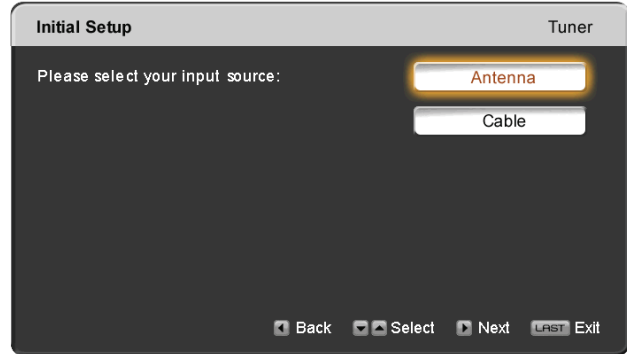 Initial Setup Tuner
Please select your input source: Antenna
Cable
Back Select Next LAST Exit